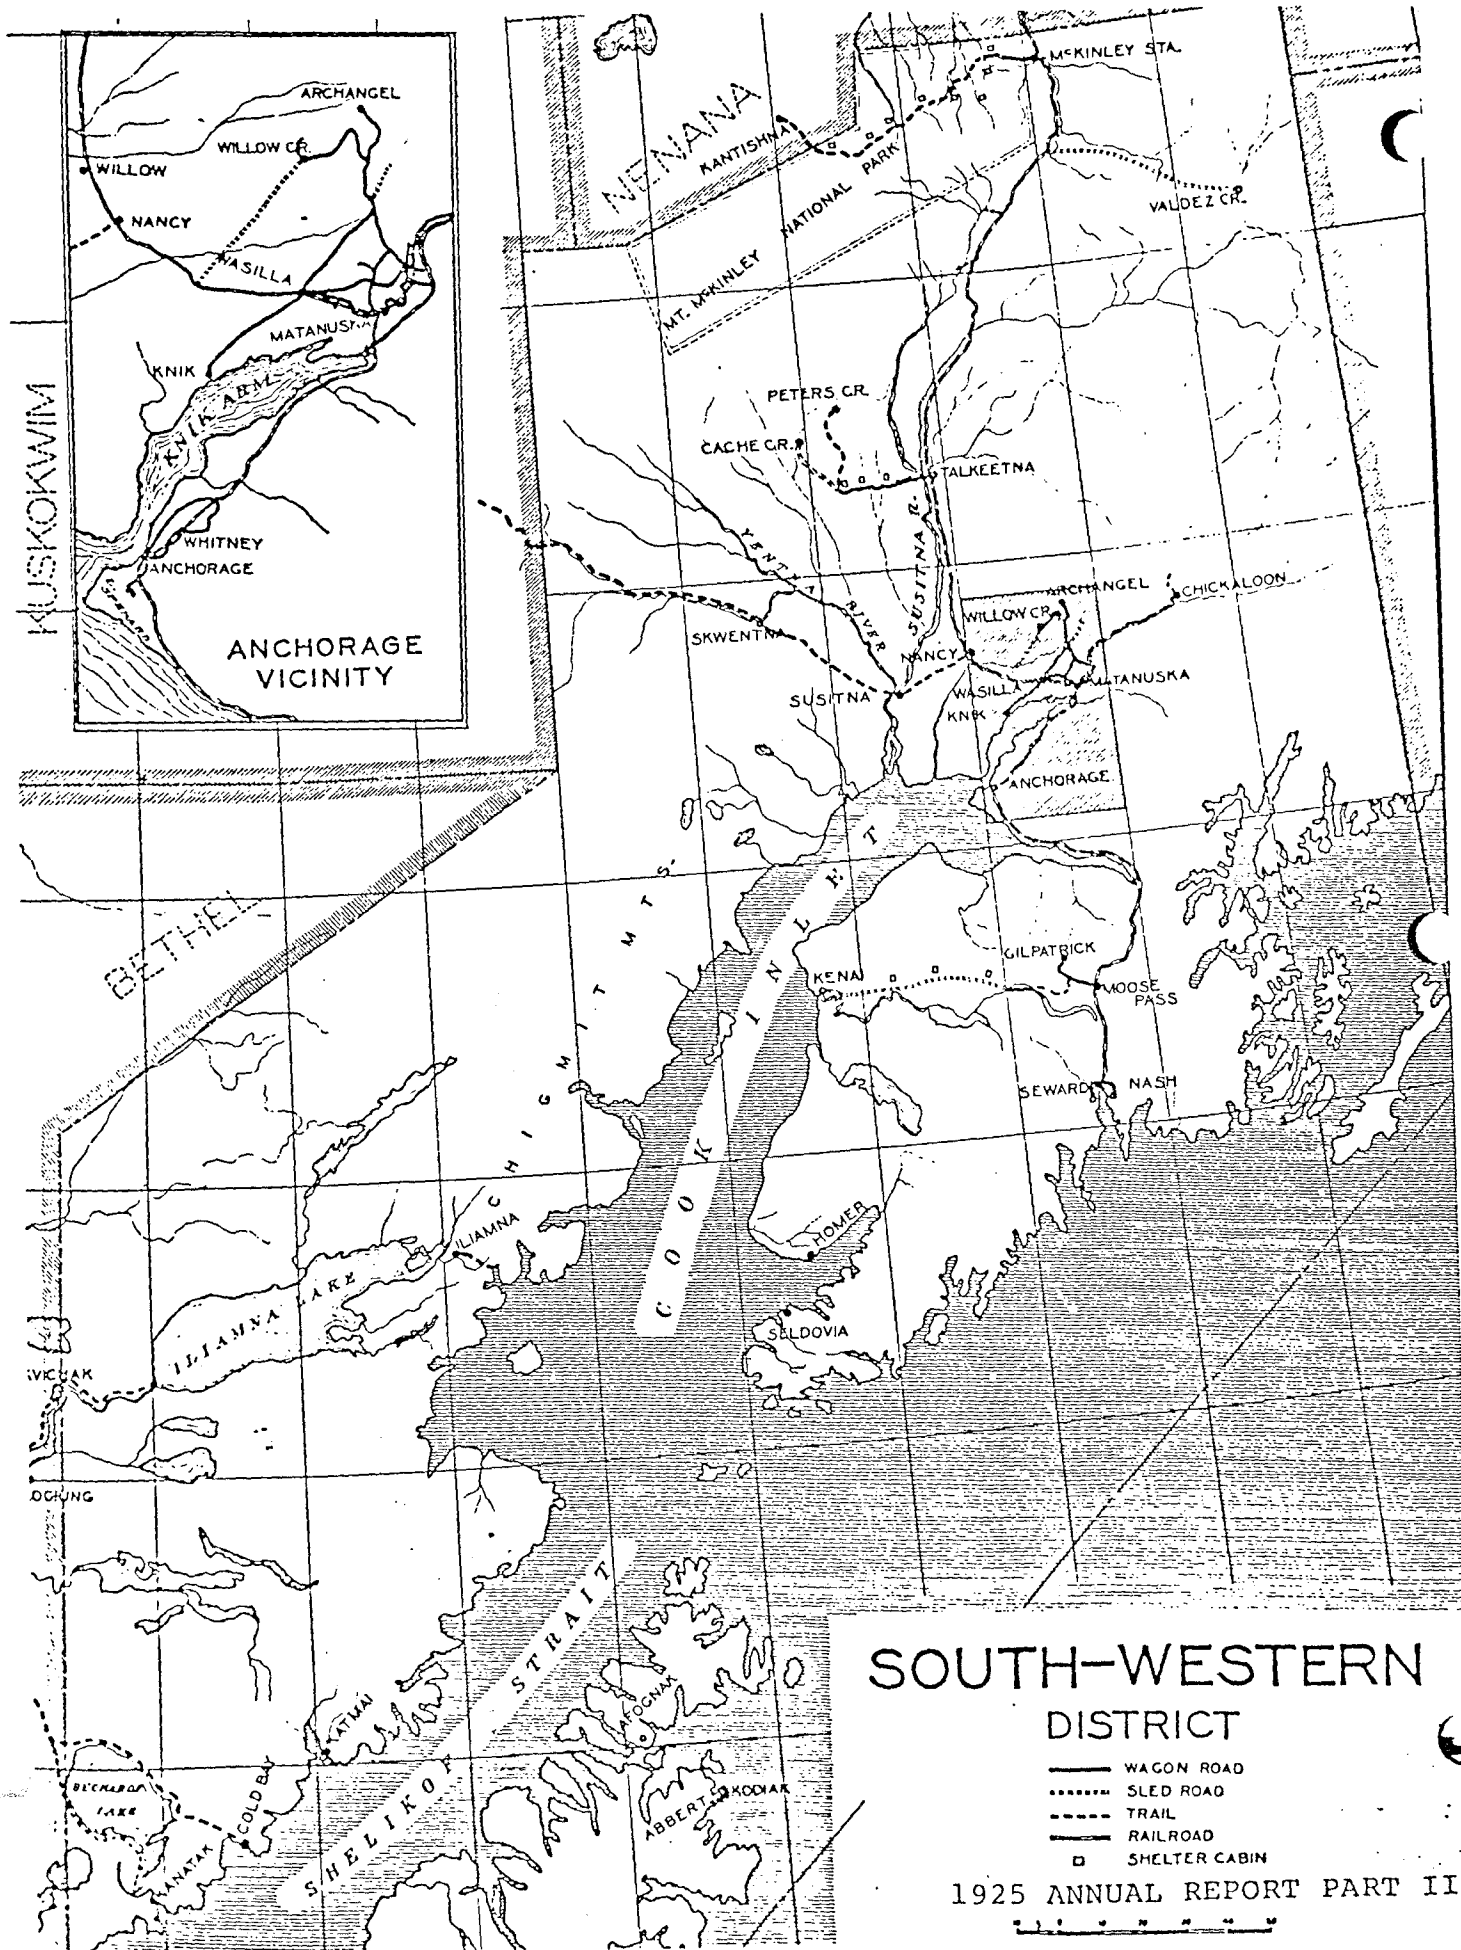 ARCHANGEL
WILLOW CR.
WILLOW
NANCY
WASILLA
MATANUSKA
KNIK
KNIK ARM
WHITNEY
ANCHORAGE
ANCHORAGE
VICINITY
KUSKOKWIM
NENANA
KANTISHNA
MCKINLEY STA.
MT. MCKINLEY NATIONAL PARK
VALDEZ CR.
PETERS CR.
CACHE CR.
TALKEETNA
SUSITNA R.
YENTNA RIVER
SKWENTNA
ARCHANGEL
CHICKALOON
WILLOW CR.
NANCY
SUSITNA
WASILLA
MATANUSKA
KNIK
ANCHORAGE
BETHEL
CHIGMIT MTS.
COOK INLET
KENAI
GILPATRICK
MOOSE
PASS
SEWARD
NASH
ILIAMNA
ILIAMNA LAKE
HOMER
SELDOVIA
SHELIKOF STRAIT
KATMAI
AFOGNAK
COLD BAY
LAKE
KANATAK
ABBERT
KODIAK
SOUTH-WESTERN
DISTRICT
WAGON ROAD
SLED ROAD
TRAIL
RAILROAD
SHELTER CABIN
1925 ANNUAL REPORT PART II